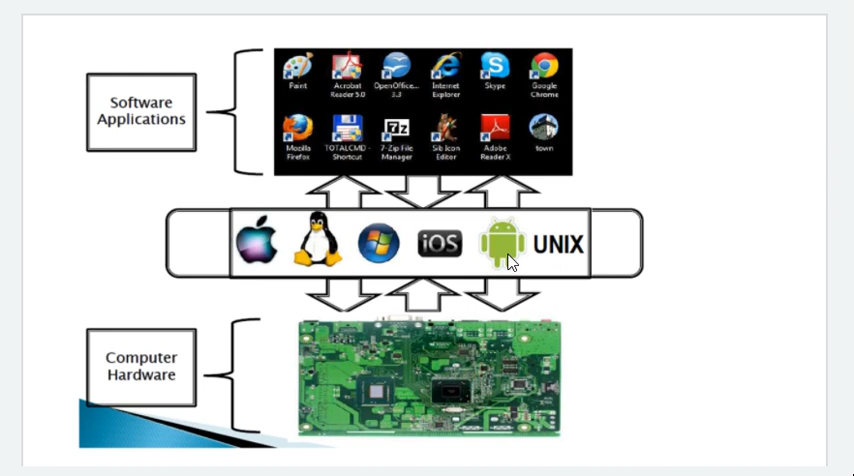 Software
Applications
Paint
Acrobat
Reader 5.0
OpenOffice...
3.3
Internet
Explorer
Skype
Google
Chrome
Mozilla
Firefox
TOTALCMD -
Shortcut
7-Zip File
Manager
Sib Icon
Editor
Adobe
Reader X
town
7z
iOS
UNIX
Computer
Hardware